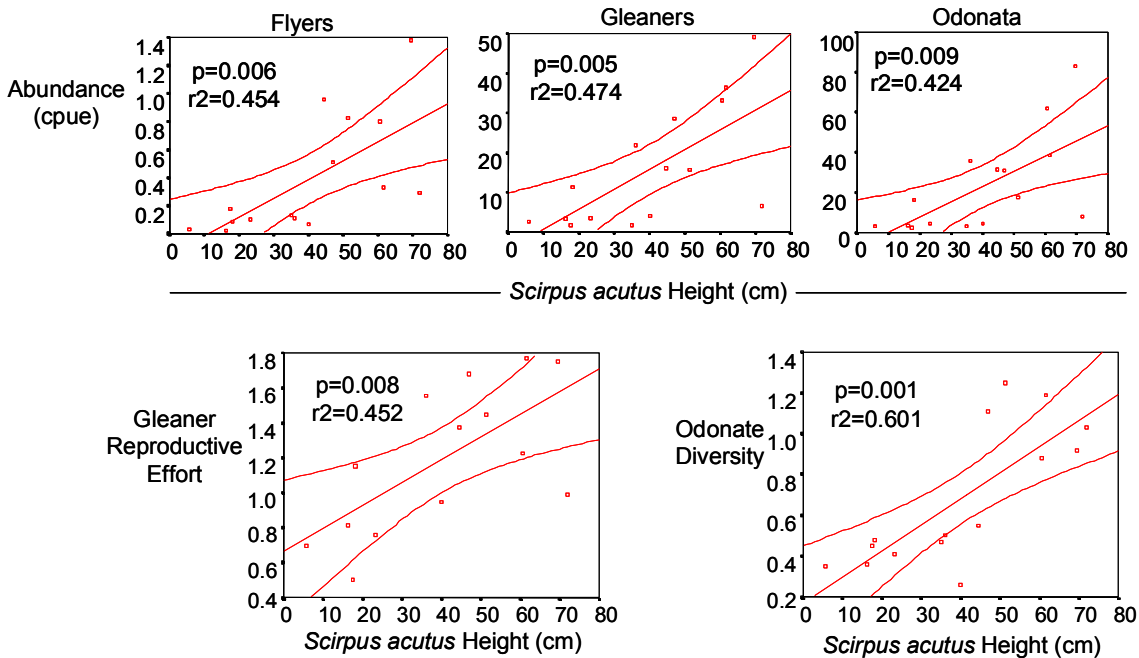 Flyers
Gleaners
Odonata
Abundance
(cpue)
1.4
1.2
1.0
0.8
0.6
0.4
0.2
p=0.006
r2=0.454
0 10 20 30 40 50 60 70 80
50
40
30
20
10
p=0.005
r2=0.474
0 10 20 30 40 50 60 70 80
100
80
60
40
20
0
p=0.009
r2=0.424
0 10 20 30 40 50 60 70 80
Scirpus acutus Height (cm)
Gleaner
Reproductive
Effort
1.8
1.6
1.4
1.2
1.0
0.8
0.6
0.4
p=0.008
r2=0.452
0 10 20 30 40 50 60 70 80
Scirpus acutus Height (cm)
Odonate
Diversity
1.4
1.2
1.0
0.8
0.6
0.4
0.2
p=0.001
r2=0.601
0 10 20 30 40 50 60 70 80
Scirpus acutus Height (cm)